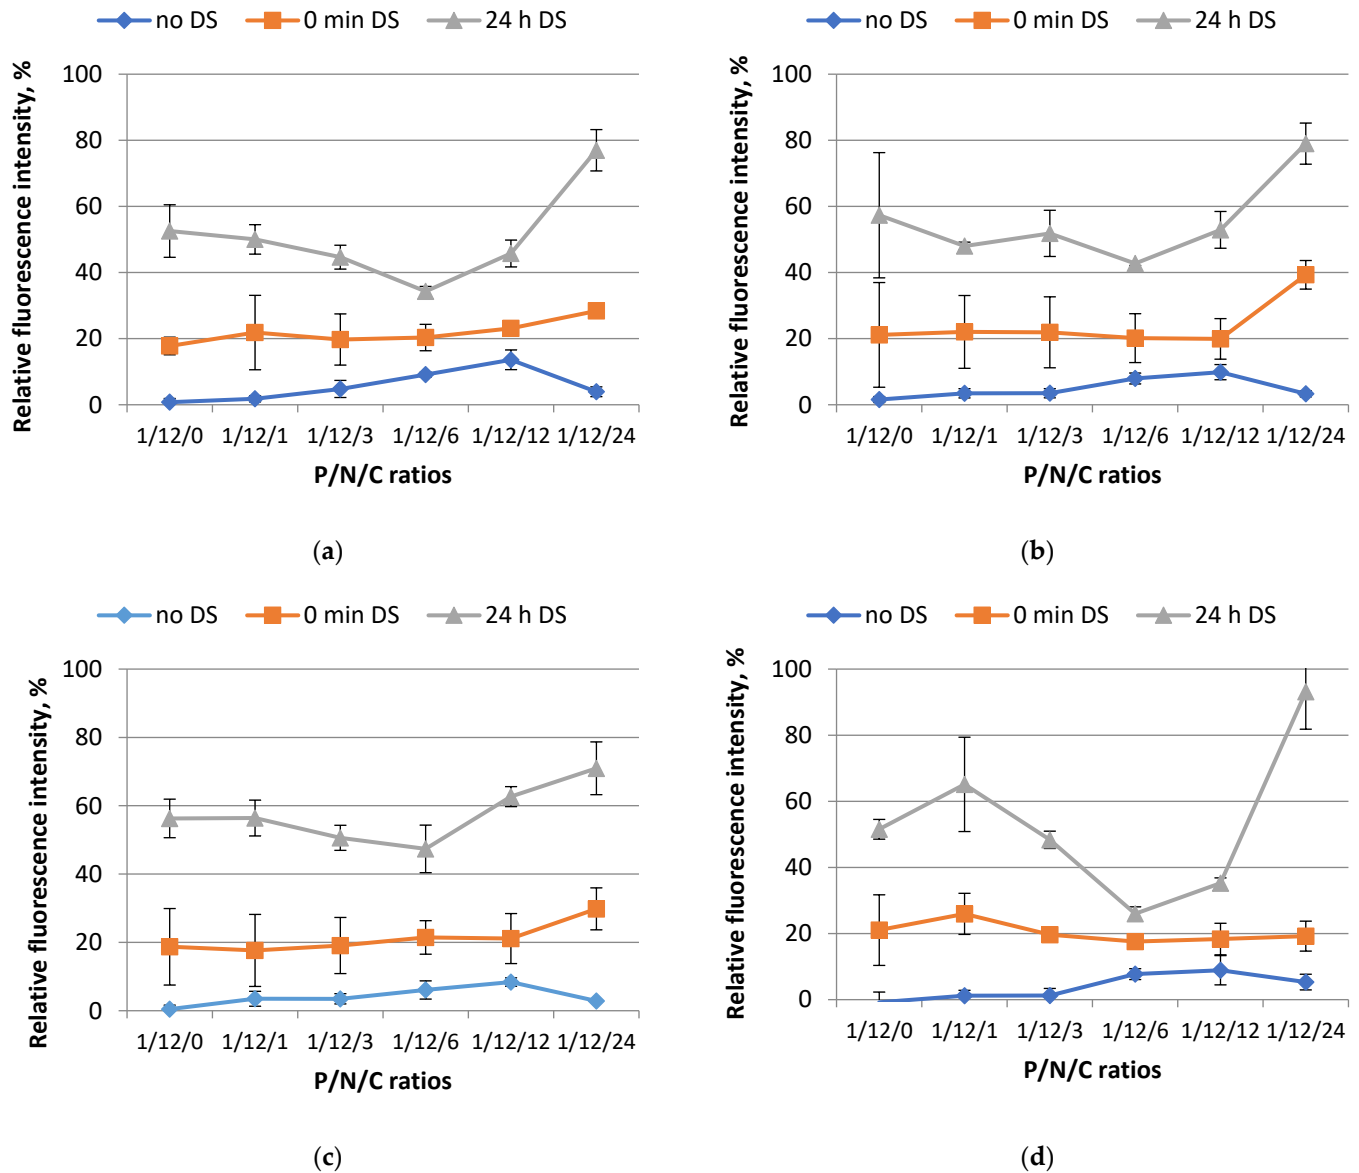 no DS 0 min DS 24 h DS
Relative fluorescence intensity, %
100
80
60
40
20
0
1/12/0 1/12/1 1/12/3 1/12/6 1/12/12 1/12/24
P/N/C ratios
(a)
no DS 0 min DS 24 h DS
Relative fluorescence intensity, %
100
80
60
40
20
0
1/12/0 1/12/1 1/12/3 1/12/6 1/12/12 1/12/24
P/N/C ratios
(b)
no DS 0 min DS 24 h DS
Relative fluorescence intensity, %
100
80
60
40
20
0
1/12/0 1/12/1 1/12/3 1/12/6 1/12/12 1/12/24
P/N/C ratios
(c)
no DS 0 min DS 24 h DS
Relative fluorescence intensity, %
100
80
60
40
20
0
1/12/0 1/12/1 1/12/3 1/12/6 1/12/12 1/12/24
P/N/C ratios
(d)